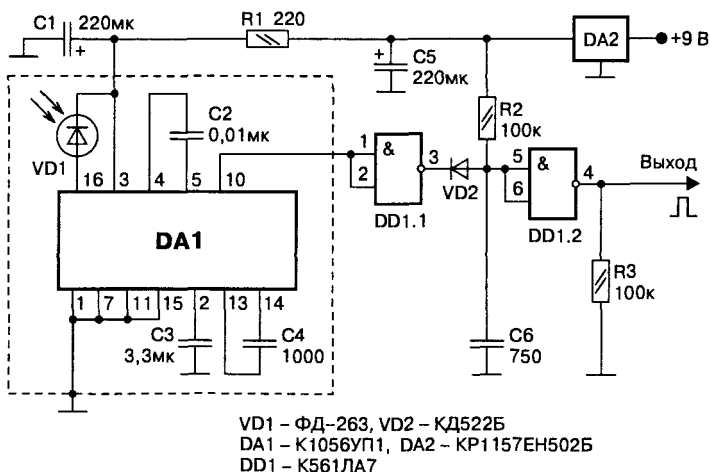 C1
220мк
+
R1 220
+
C5
220мк
DA2
+9 В
VD1
C2
0,01мк
R2
100к
1
2
&
3
DD1.1
VD2
5
6
&
4
DD1.2
Выход
16 3 4 5 10
DA1
1 7 11 15 2 13 14
C3
3,3мк
C4
1000
C6
750
R3
100к
VD1 – ФД–263, VD2 – КД522Б
DA1 – К1056УП1, DA2 – КР1157ЕН502Б
DD1 – К561ЛА7